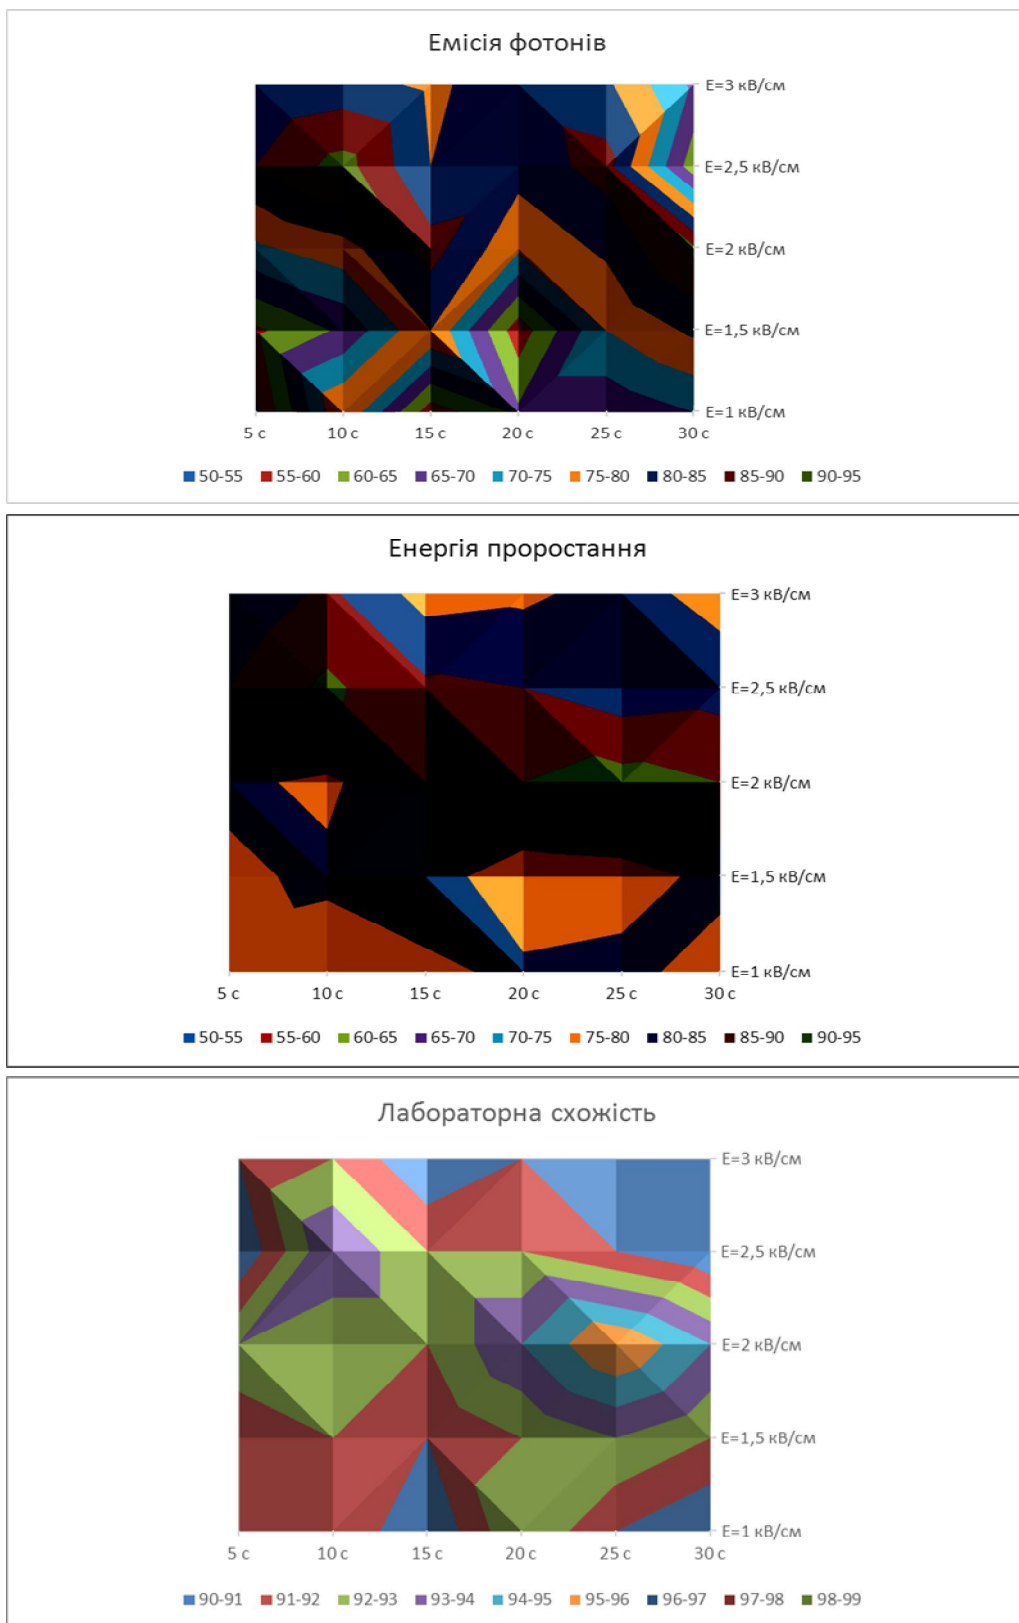 Емісія фотонів
E=3 кВ/см
E=2,5 кВ/см
E=2 кВ/см
E=1,5 кВ/см
E=1 кВ/см
5 с 10 с 15 с 20 с 25 с 30 с
50-55 55-60 60-65 65-70 70-75 75-80 80-85 85-90 90-95
Енергія проростання
E=3 кВ/см
E=2,5 кВ/см
E=2 кВ/см
E=1,5 кВ/см
E=1 кВ/см
5 с 10 с 15 с 20 с 25 с 30 с
50-55 55-60 60-65 65-70 70-75 75-80 80-85 85-90 90-95
Лабораторна схожість
E=3 кВ/см
E=2,5 кВ/см
E=2 кВ/см
E=1,5 кВ/см
E=1 кВ/см
5 с 10 с 15 с 20 с 25 с 30 с
90-91 91-92 92-93 93-94 94-95 95-96 96-97 97-98 98-99